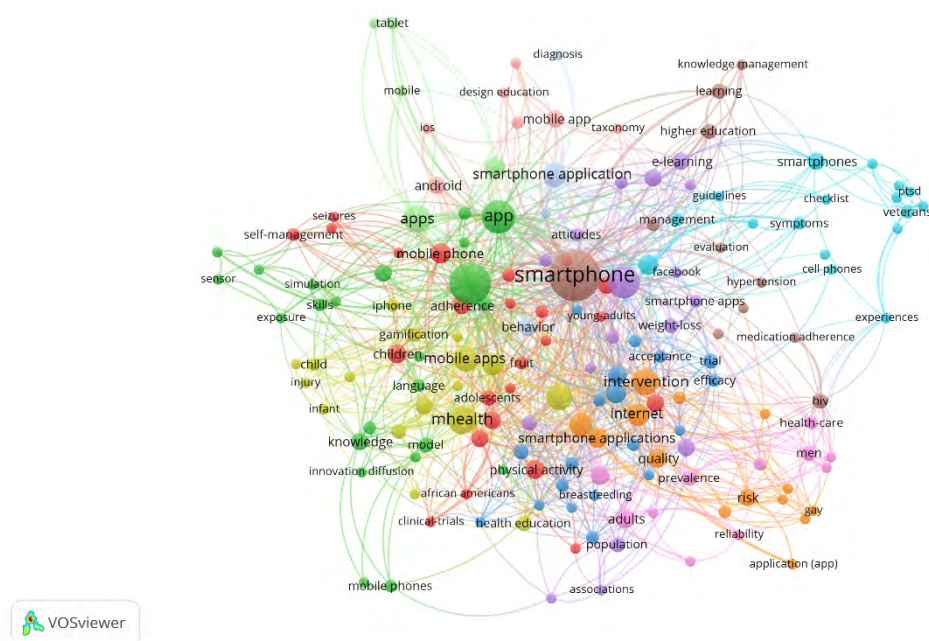 tablet
diagnosis
knowledge management
mobile
design education
learning
ios
mobile app
taxonomy
higher education
smartphone application
e-learning
smartphones
android
guidelines
checklist
ptsd
apps
app
seizures
management
symptoms
veterans
self-management
attitudes
mobile phone
evaluation
smartphone
facebook
cell phones
sensor
simulation
adherence
hypertension
skills
iphone
smartphone apps
exposure
young-adults
experiences
gamification
behavior
weight-loss
medication adherence
children
mobile apps
fruit
acceptance
trial
child
injury
language
adolescents
intervention
efficacy
infant
mhealth
internet
hiv
health-care
knowledge
model
smartphone applications
men
innovation diffusion
physical activity
quality
prevalence
african americans
breastfeeding
risk
clinical-trials
health education
adults
gay
reliability
population
application (app)
mobile phones
associations
VOSviewer